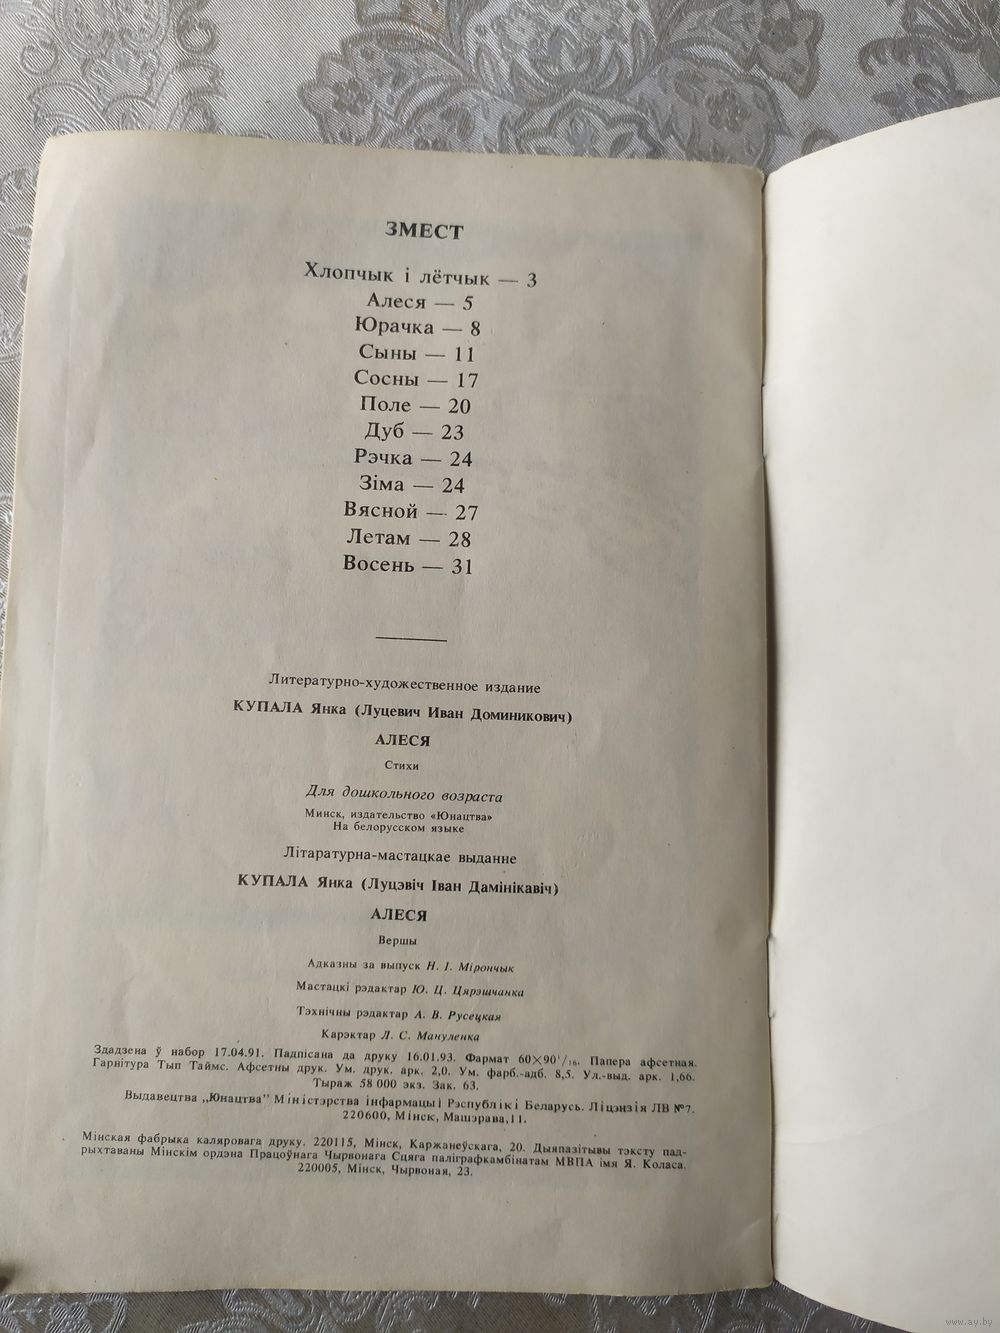 ЗМЕСТ
Хлопчык і лётчык — 3
Алеся — 5
Юрачка — 8
Сыны — 11
Сосны — 17
Поле — 20
Дуб — 23
Рэчка — 24
Зіма — 24
Вясной — 27
Летам — 28
Восень — 31
Литературно-художественное издание
КУПАЛА Янка (Луцевич Иван Доминикович)
АЛЕСЯ
Стихи
Для дошкольного возраста
Минск, издательство «Юнацтва»
На белорусском языке
Літаратурна-мастацкае выданне
КУПАЛА Янка (Луцэвіч Іван Дамінікавіч)
АЛЕСЯ
Вершы
Адказны за выпуск Н. І. Мірончык
Мастацкі рэдактар Ю. Ц. Цярэшчанка
Тэхнічны рэдактар А. В. Русецкая
Карэктар Л. С. Мануленка
Здадзена ў набор 17.04.91. Падпісана да друку 16.01.93. Фармат 60×90¹/₁₆. Папера афсетная.
Гарнітура Тып Таймс. Афсетны друк. Ум. друк. арк. 2,0. Ум. фарб.-адб. 8,5. Ул.-выд. арк. 1,66.
Тыраж 58 000 экз. Зак. 63.
Выдавецтва „Юнацтва" Міністэрства інфармацыі Рэспублікі Беларусь. Ліцэнзія ЛВ №7.
220600, Мінск, Машэрава, 11.
Мінская фабрыка каляровага друку. 220115, Мінск, Каржанеўскага, 20. Дыяпазітывы тэксту пад-
рыхтаваны Мінскім ордэна Працоўнага Чырвонага Сцяга паліграфкамбінатам МВПА імя Я. Коласа.
220005, Мінск, Чырвоная, 23.
www.ay.by